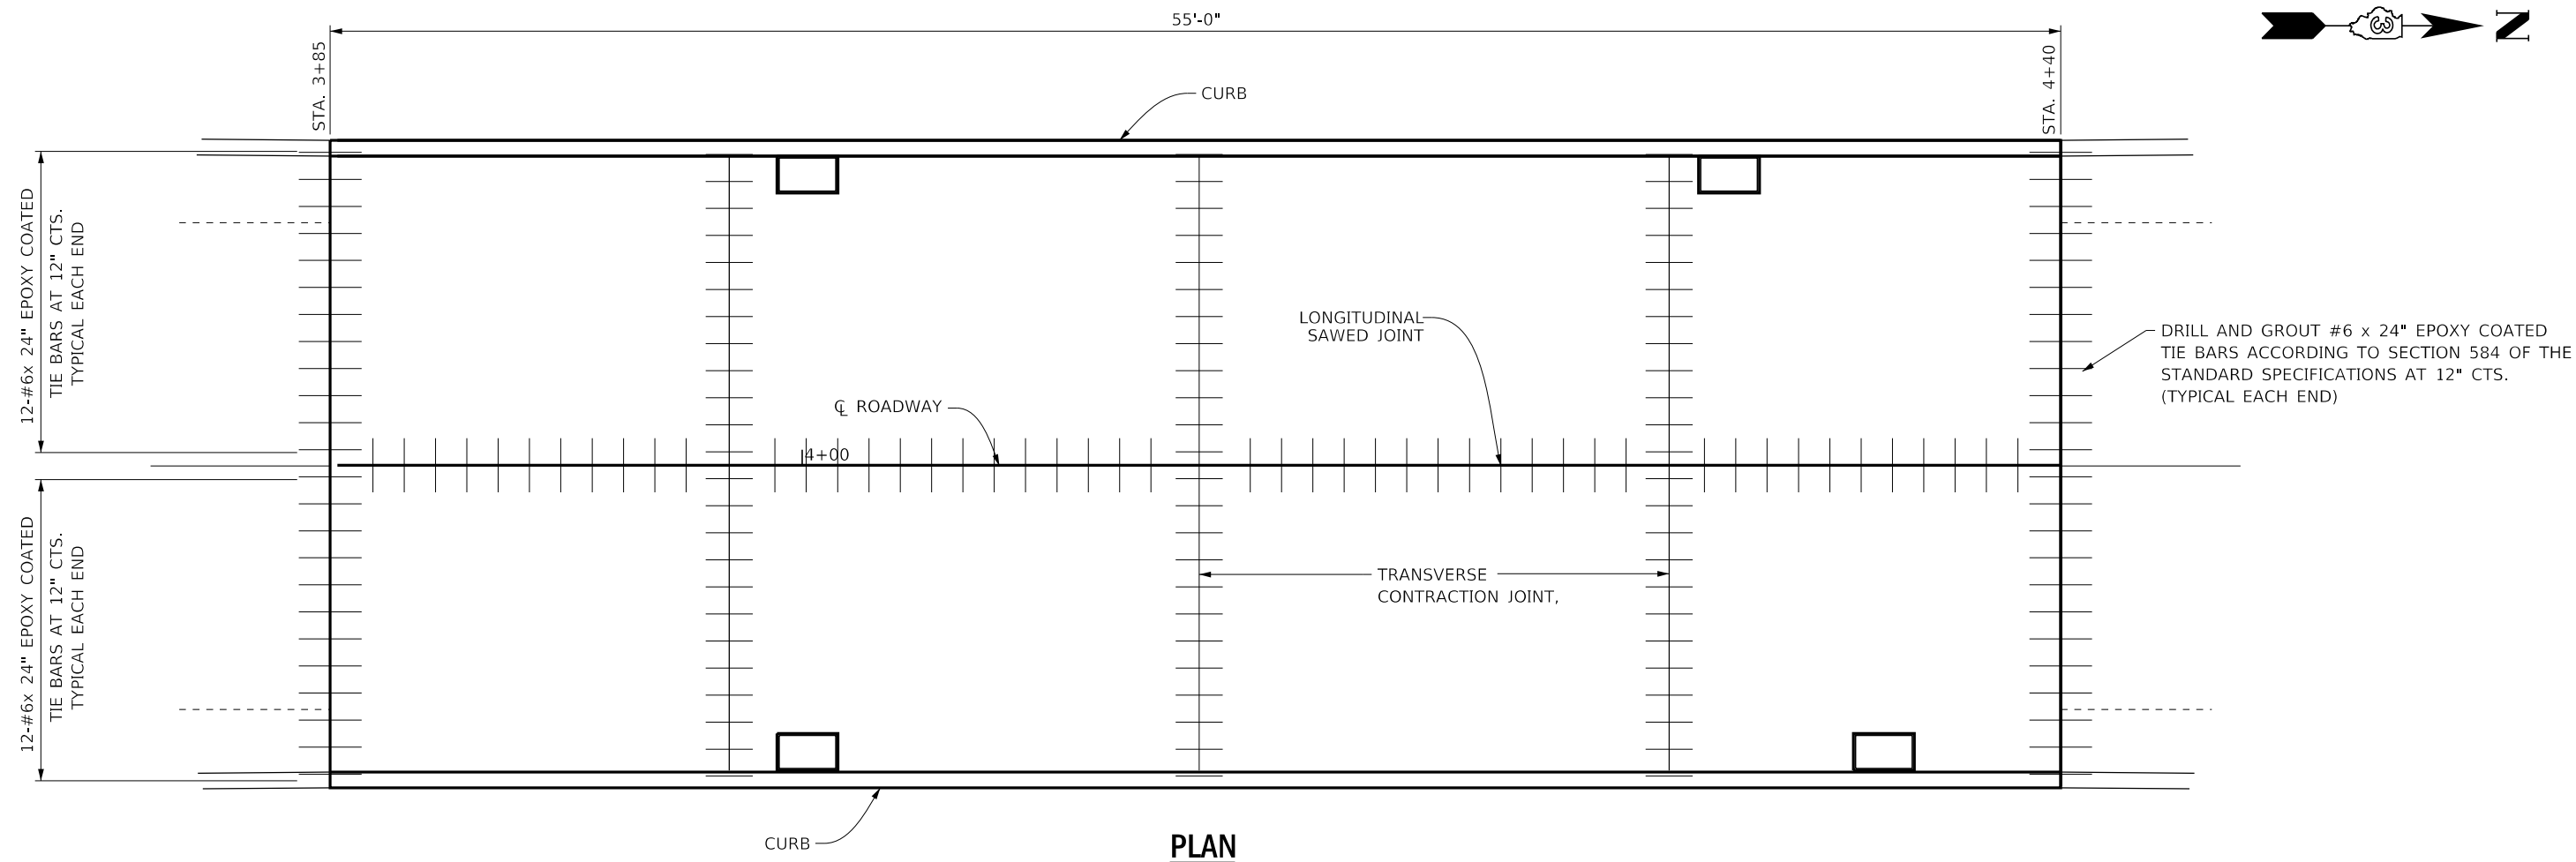 55'-0"
N
STA. 3+85
STA. 4+40
CURB
12-#6x 24" EPOXY COATED
TIE BARS AT 12" CTS.
TYPICAL EACH END
LONGITUDINAL
SAWED JOINT
DRILL AND GROUT #6 x 24" EPOXY COATED
TIE BARS ACCORDING TO SECTION 584 OF THE
STANDARD SPECIFICATIONS AT 12" CTS.
(TYPICAL EACH END)
℄ ROADWAY
4+00
12-#6x 24" EPOXY COATED
TIE BARS AT 12" CTS.
TYPICAL EACH END
TRANSVERSE
CONTRACTION JOINT,
CURB
PLAN